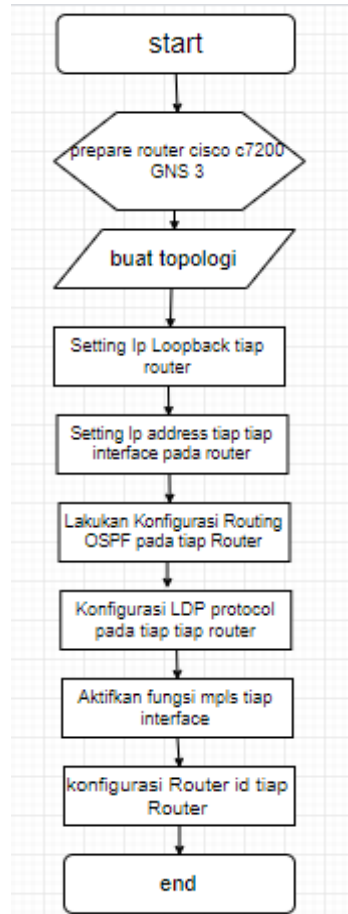 start
prepare router cisco c7200
GNS 3
buat topologi
Setting Ip Loopback tiap
router
Setting Ip address tiap tiap
interface pada router
Lakukan Konfigurasi Routing
OSPF pada tiap Router
Konfigurasi LDP protocol
pada tiap tiap router
Aktifkan fungsi mpls tiap
interface
konfigurasi Router id tiap
Router
end